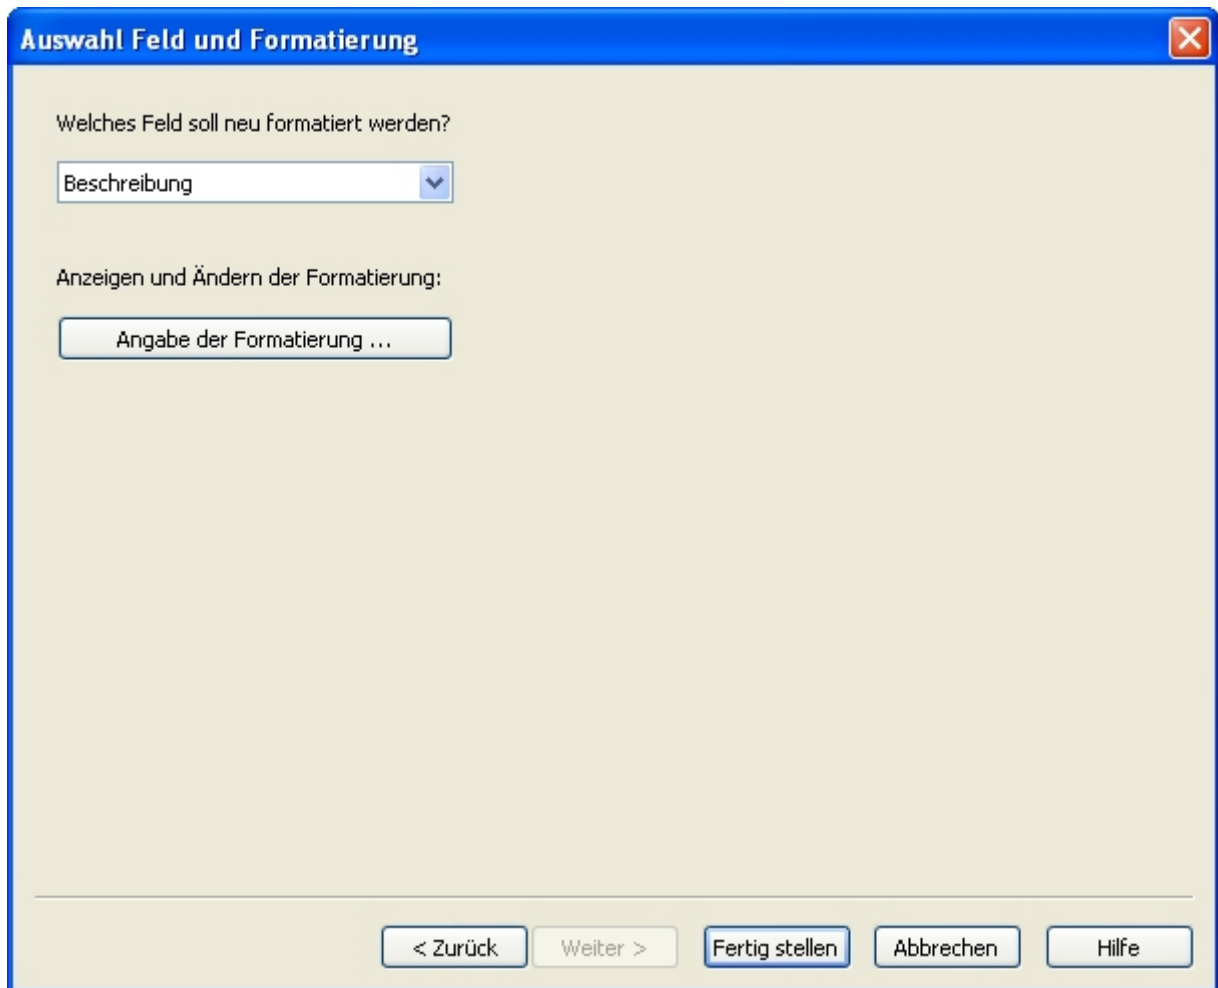 Auswahl Feld und Formatierung
Welches Feld soll neu formatiert werden?
Beschreibung
Anzeigen und Ändern der Formatierung:
Angabe der Formatierung ...
< Zurück Weiter > Fertig stellen Abbrechen Hilfe